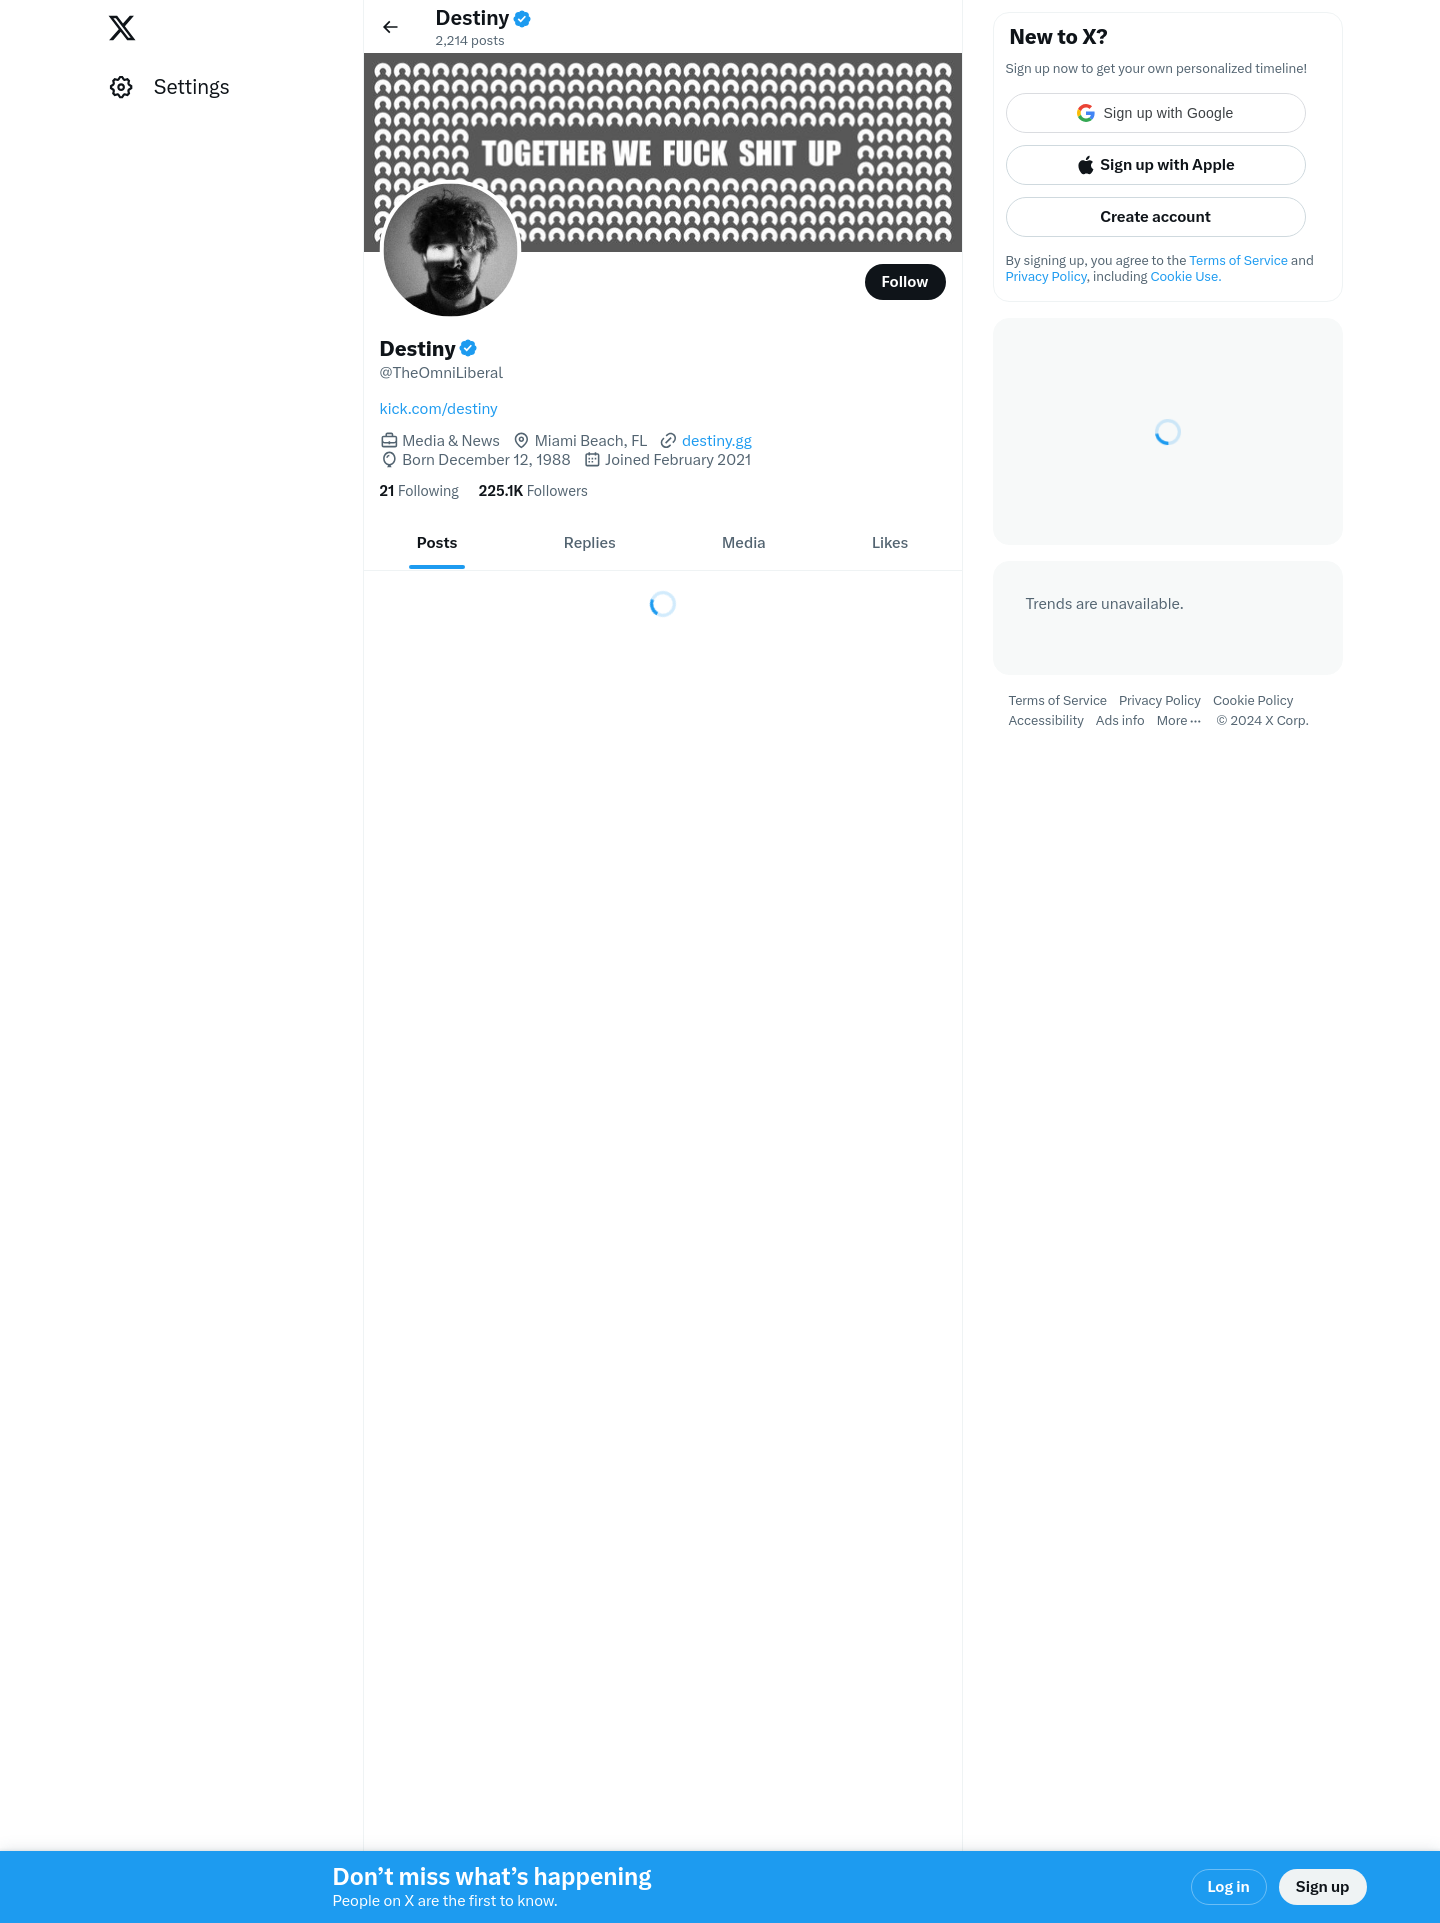 Settings
Destiny
2,214 posts
TOGETHER WE FUCK SHIT UP
Follow
Destiny
@TheOmniLiberal
kick.com/destiny
Media & News Miami Beach, FL destiny.gg
Born December 12, 1988 Joined February 2021
21 Following 225.1K Followers
Posts Replies Media Likes
New to X?
Sign up now to get your own personalized timeline!
Sign up with Google
Sign up with Apple
Create account
By signing up, you agree to the Terms of Service and
Privacy Policy, including Cookie Use.
Trends are unavailable.
Terms of Service Privacy Policy Cookie Policy
Accessibility Ads info More ··· © 2024 X Corp.
Don’t miss what’s happening
People on X are the first to know.
Log in Sign up